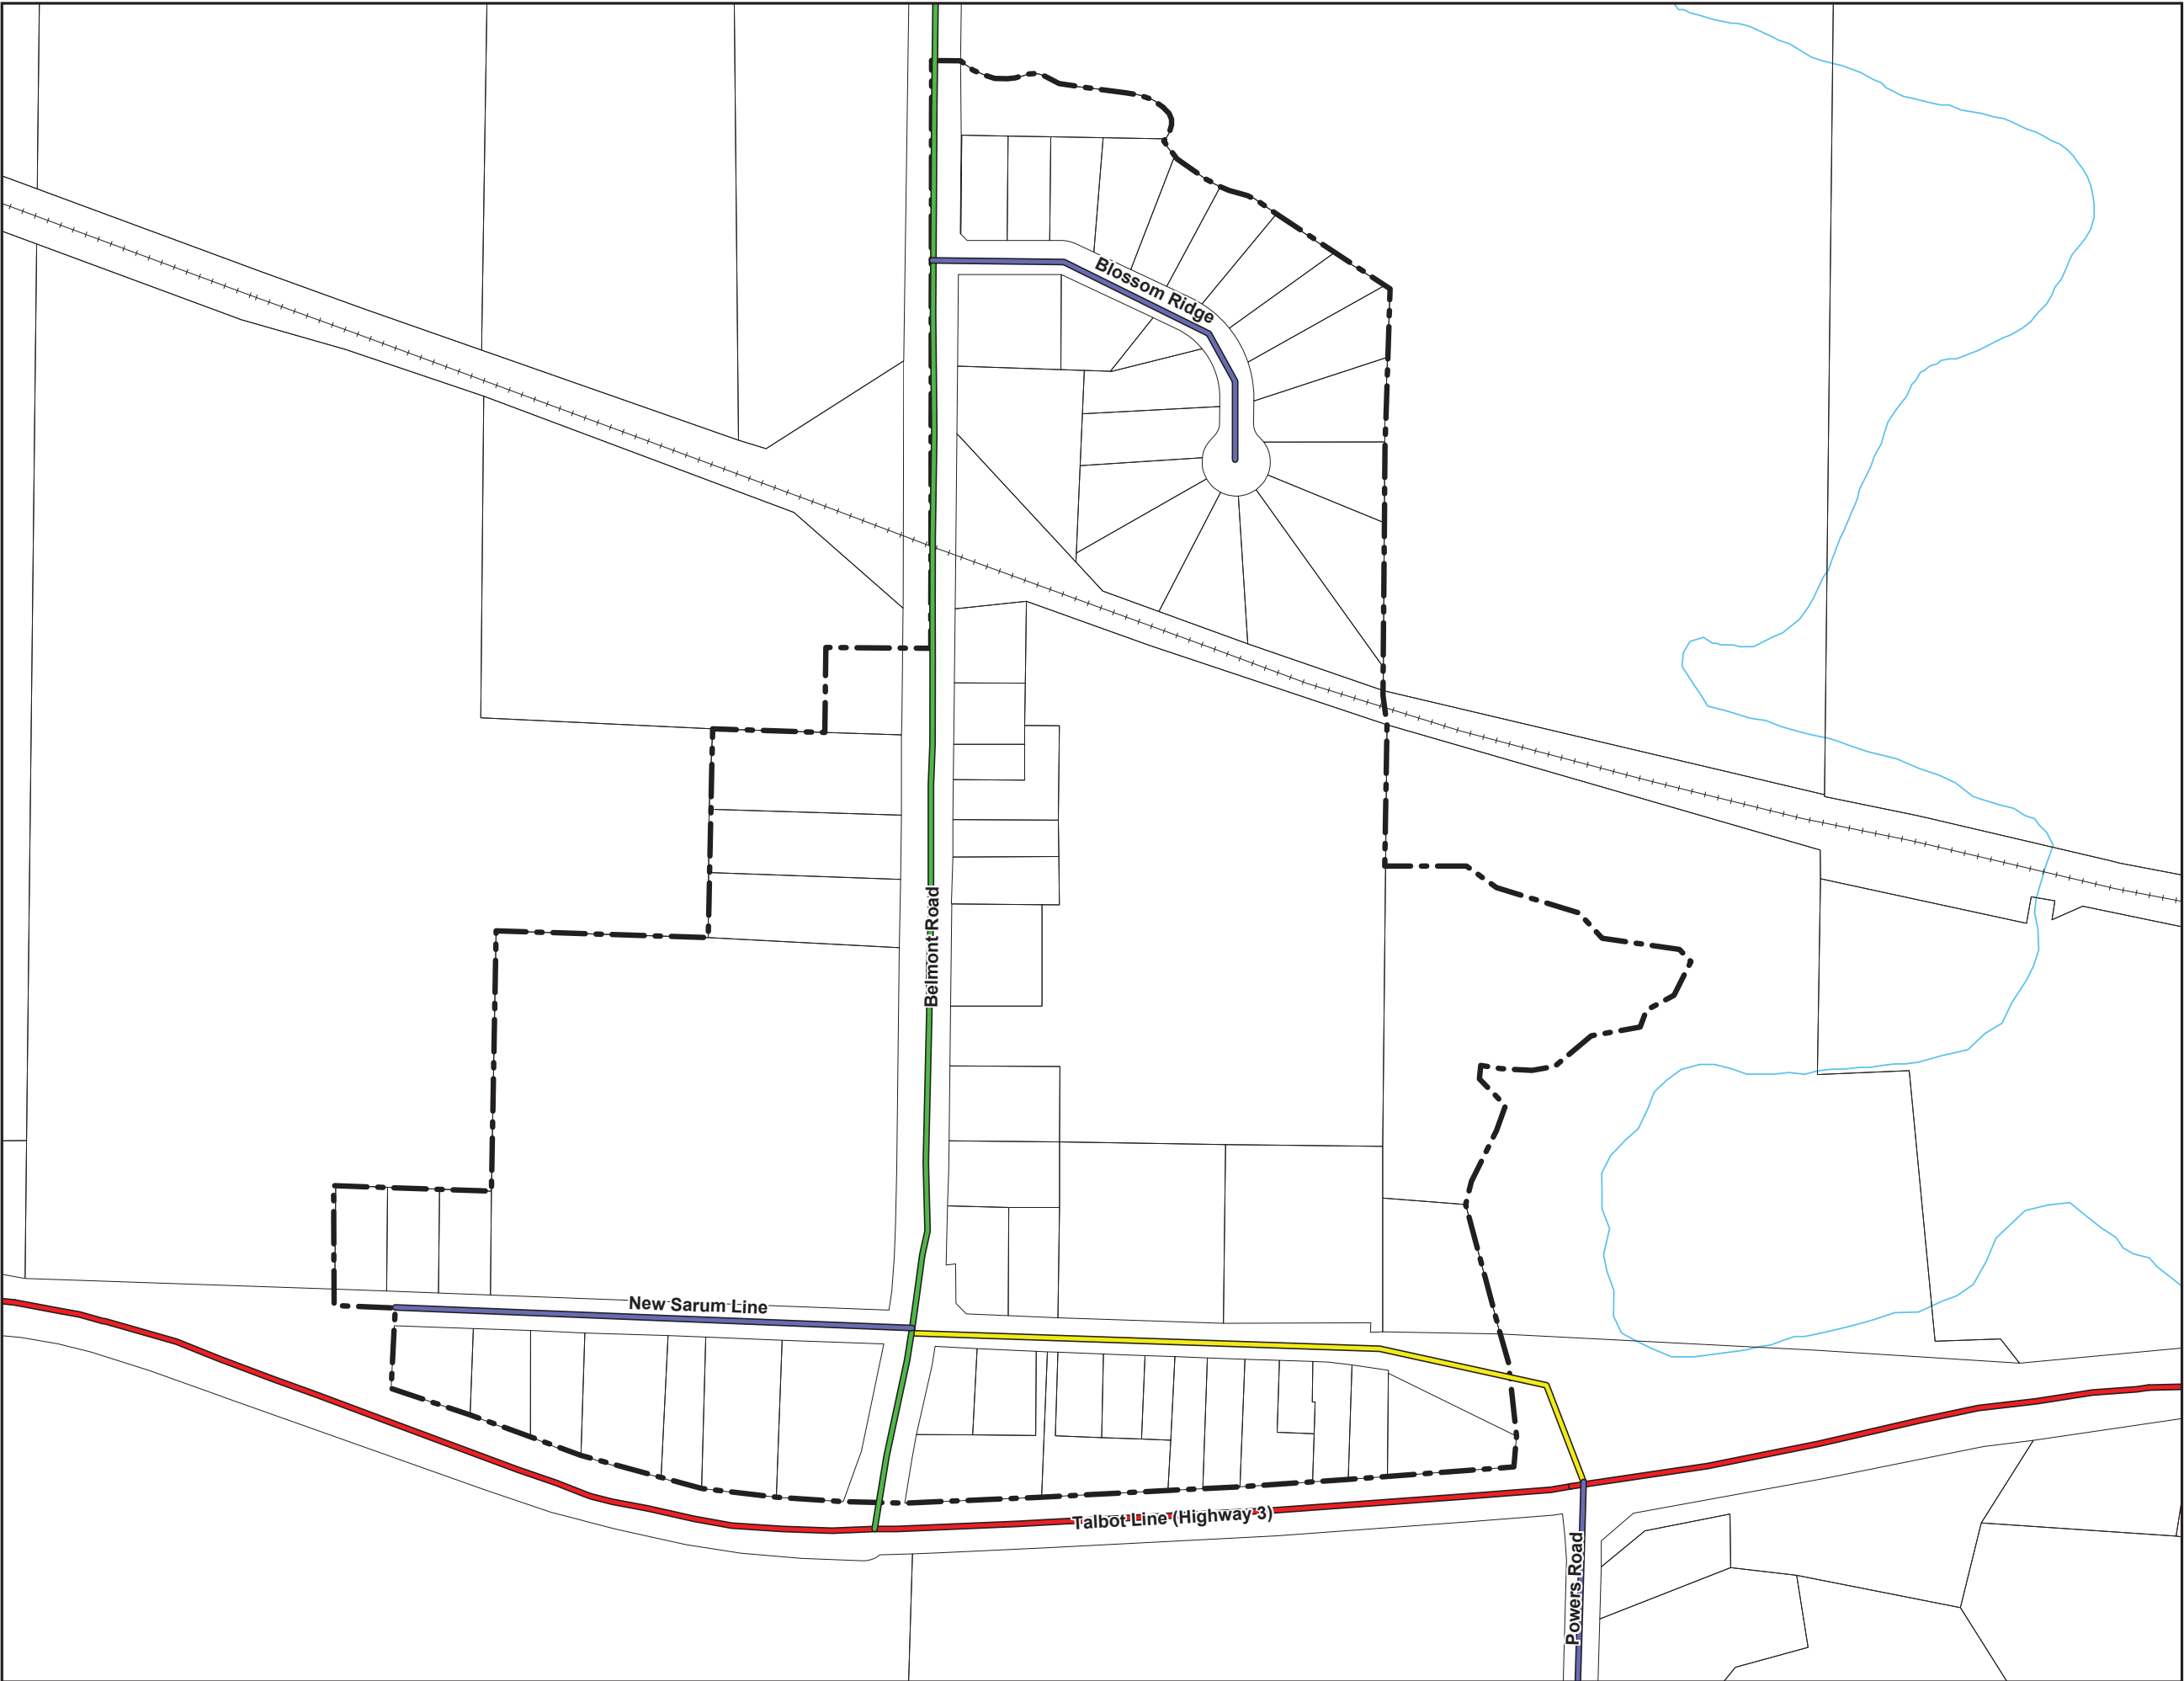 Blossom Ridge
Belmont Road
New Sarum Line
Talbot Line (Highway 3)
Powers Road